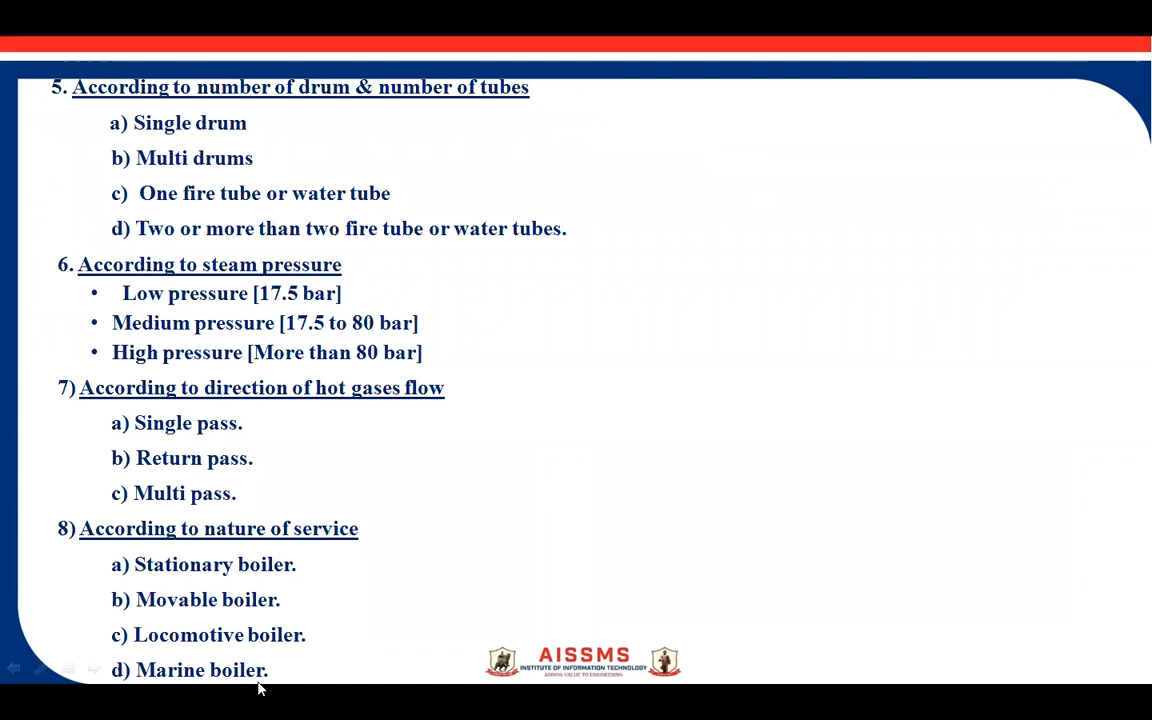 5. According to number of drum & number of tubes
a) Single drum
b) Multi drums
c) One fire tube or water tube
d) Two or more than two fire tube or water tubes.
6. According to steam pressure
• Low pressure [17.5 bar]
• Medium pressure [17.5 to 80 bar]
• High pressure [More than 80 bar]
7) According to direction of hot gases flow
a) Single pass.
b) Return pass.
c) Multi pass.
8) According to nature of service
a) Stationary boiler.
b) Movable boiler.
c) Locomotive boiler.
d) Marine boiler.
AISSMS
INSTITUTE OF INFORMATION TECHNOLOGY
ADDING VALUE TO ENGINEERING